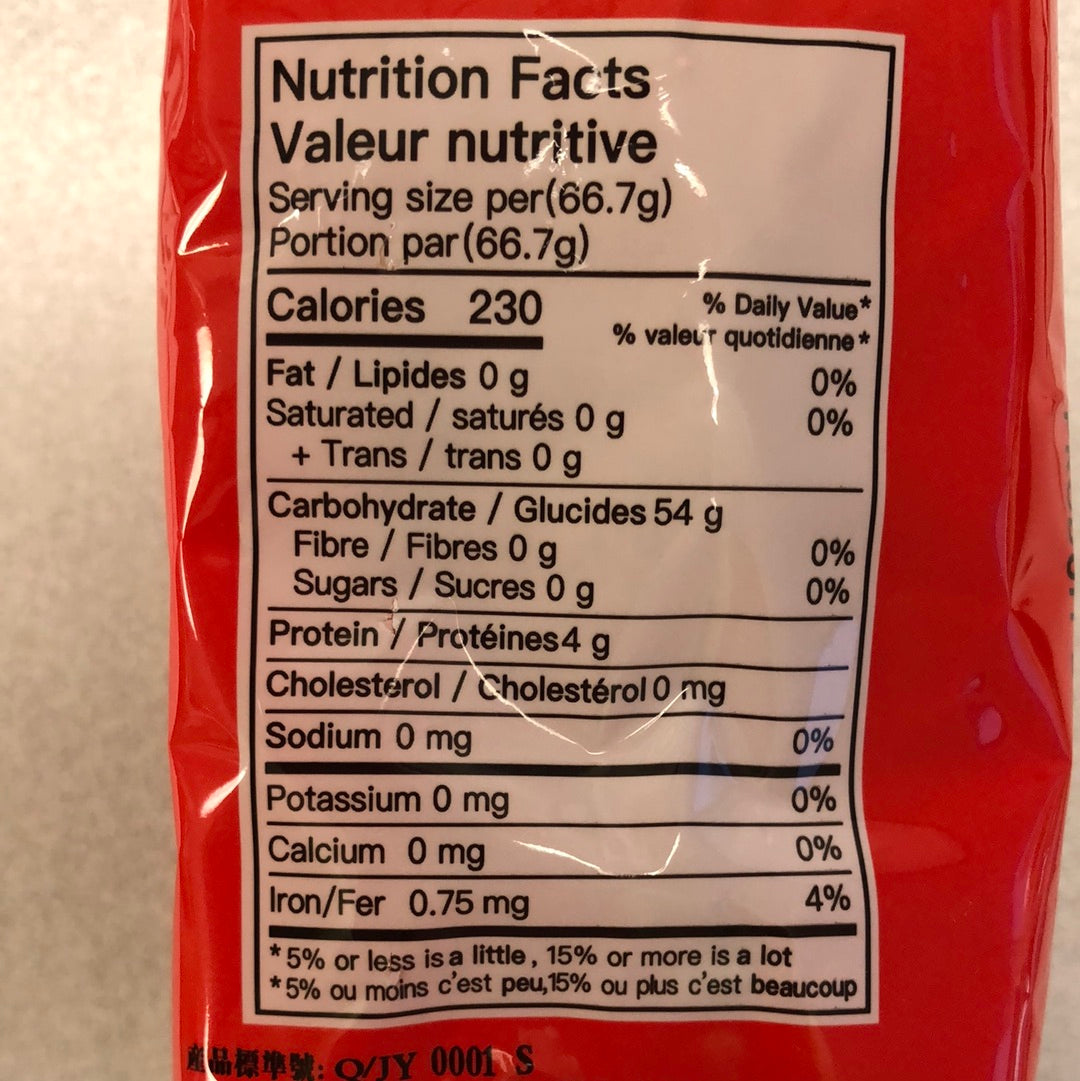 Nutrition Facts
Valeur nutritive
Serving size per(66.7g)
Portion par(66.7g)
Calories 230
% Daily Value*
% valeur quotidienne*
Fat / Lipides 0 g 0%
Saturated / saturés 0 g 0%
+ Trans / trans 0 g
Carbohydrate / Glucides 54 g
Fibre / Fibres 0 g 0%
Sugars / Sucres 0 g 0%
Protein / Protéines 4 g
Cholesterol / Cholestérol 0 mg
Sodium 0 mg 0%
Potassium 0 mg 0%
Calcium 0 mg 0%
Iron/Fer 0.75 mg 4%
*5% or less is a little, 15% or more is a lot
*5% ou moins c'est peu,15% ou plus c'est beaucoup
產品標準號: Q/JY 0001 S